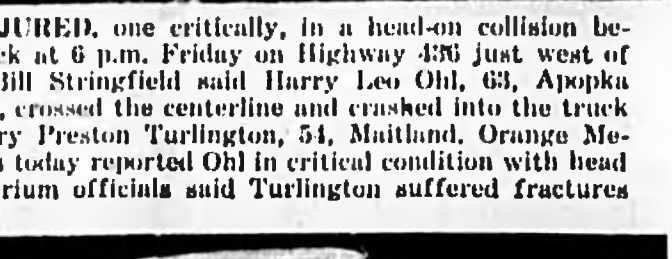 JURED, one critically, in a head-on collision be-
ck at 6 p.m. Friday on Highway 436 just west of
Bill Stringfield said Harry Leo Ohl, 63, Apopka
, crossed the centerline and crashed into the truck
ry Preston Turlington, 54, Maitland. Orange Me-
s today reported Ohl in critical condition with head
rium officials said Turlington suffered fractures